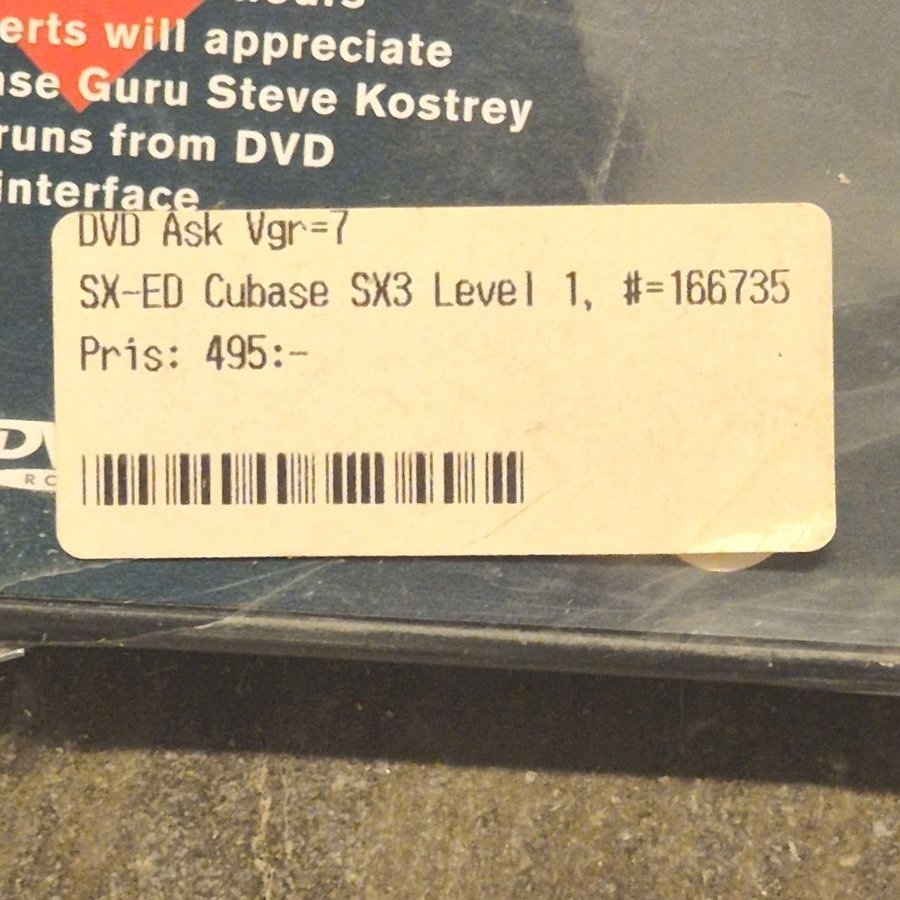 erts will appreciate
Guru Steve Kostrey
runs from DVD
interface
DVD Ask Vgr=7
SX-ED Cubase SX3 Level 1, #=166735
Pris: 495:-